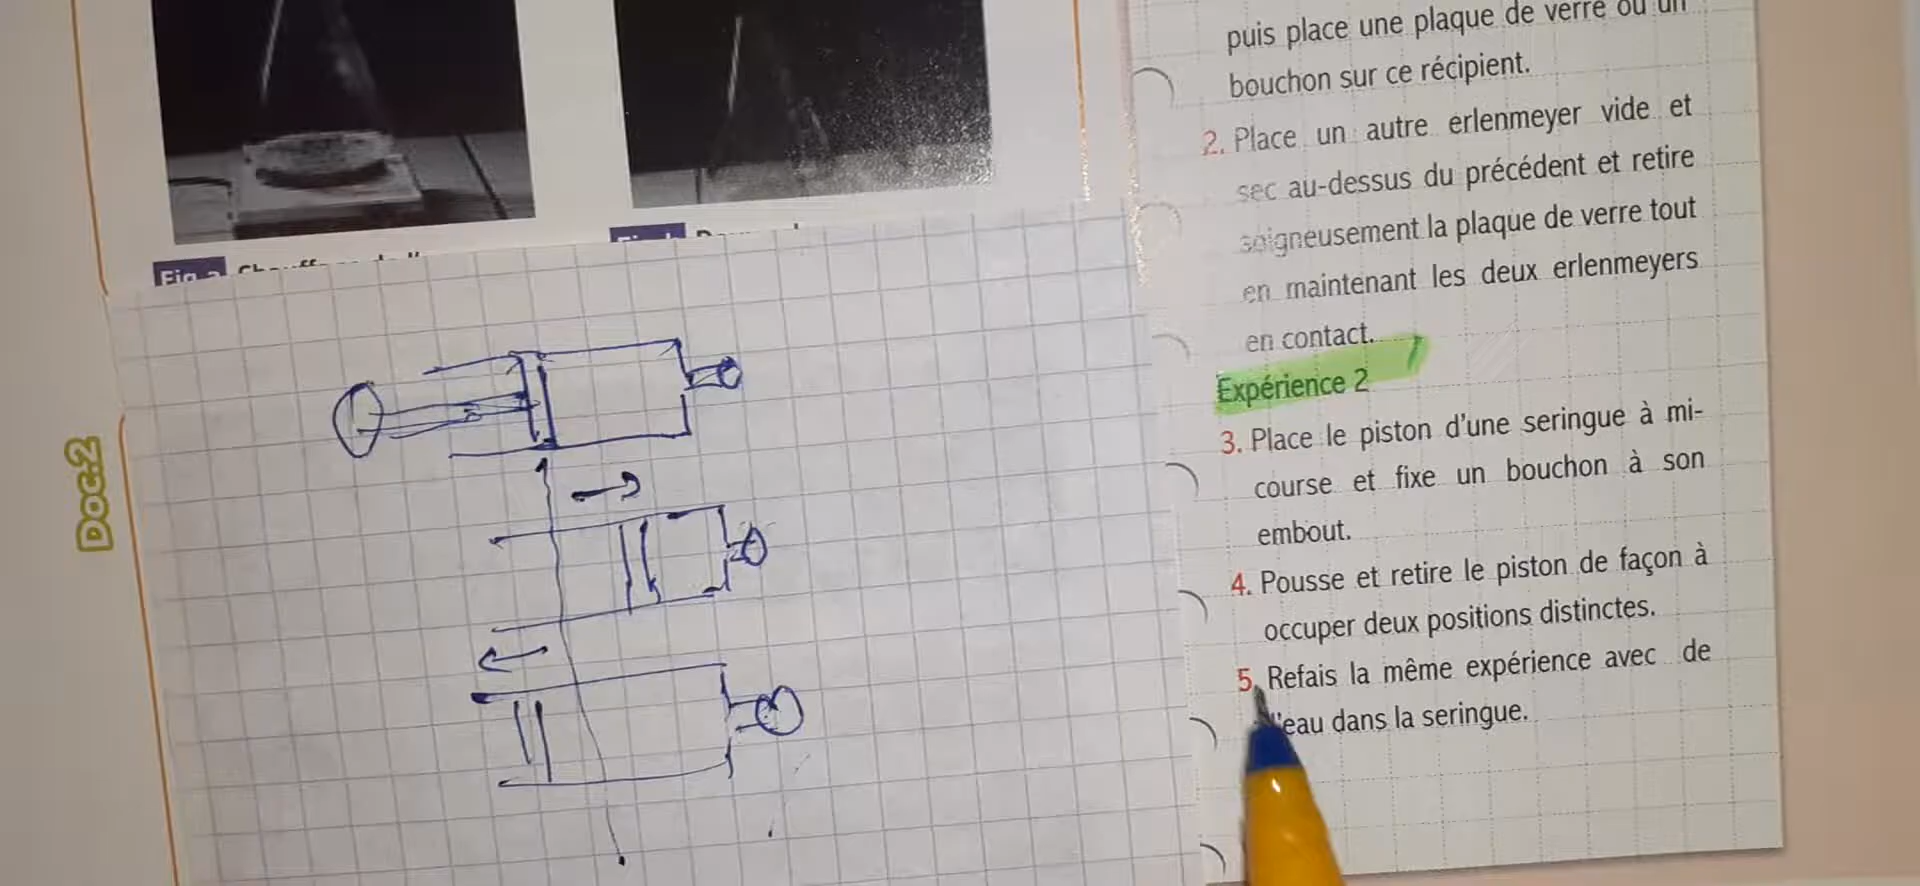 puis place une plaque de verre ou un
bouchon sur ce récipient.
2. Place un autre erlenmeyer vide et
sec au-dessus du précédent et retire
soigneusement la plaque de verre tout
en maintenant les deux erlenmeyers
en contact.
Expérience 2
3. Place le piston d'une seringue à mi-
course et fixe un bouchon à son
embout.
4. Pousse et retire le piston de façon à
occuper deux positions distinctes.
5. Refais la même expérience avec de
l'eau dans la seringue.
Doc.2